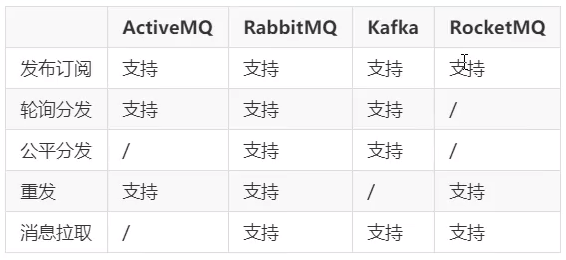 ActiveMQ RabbitMQ Kafka RocketMQ
发布订阅 支持 支持 支持 支持
轮询分发 支持 支持 支持 /
公平分发 / 支持 支持 /
重发 支持 支持 / 支持
消息拉取 / 支持 支持 支持